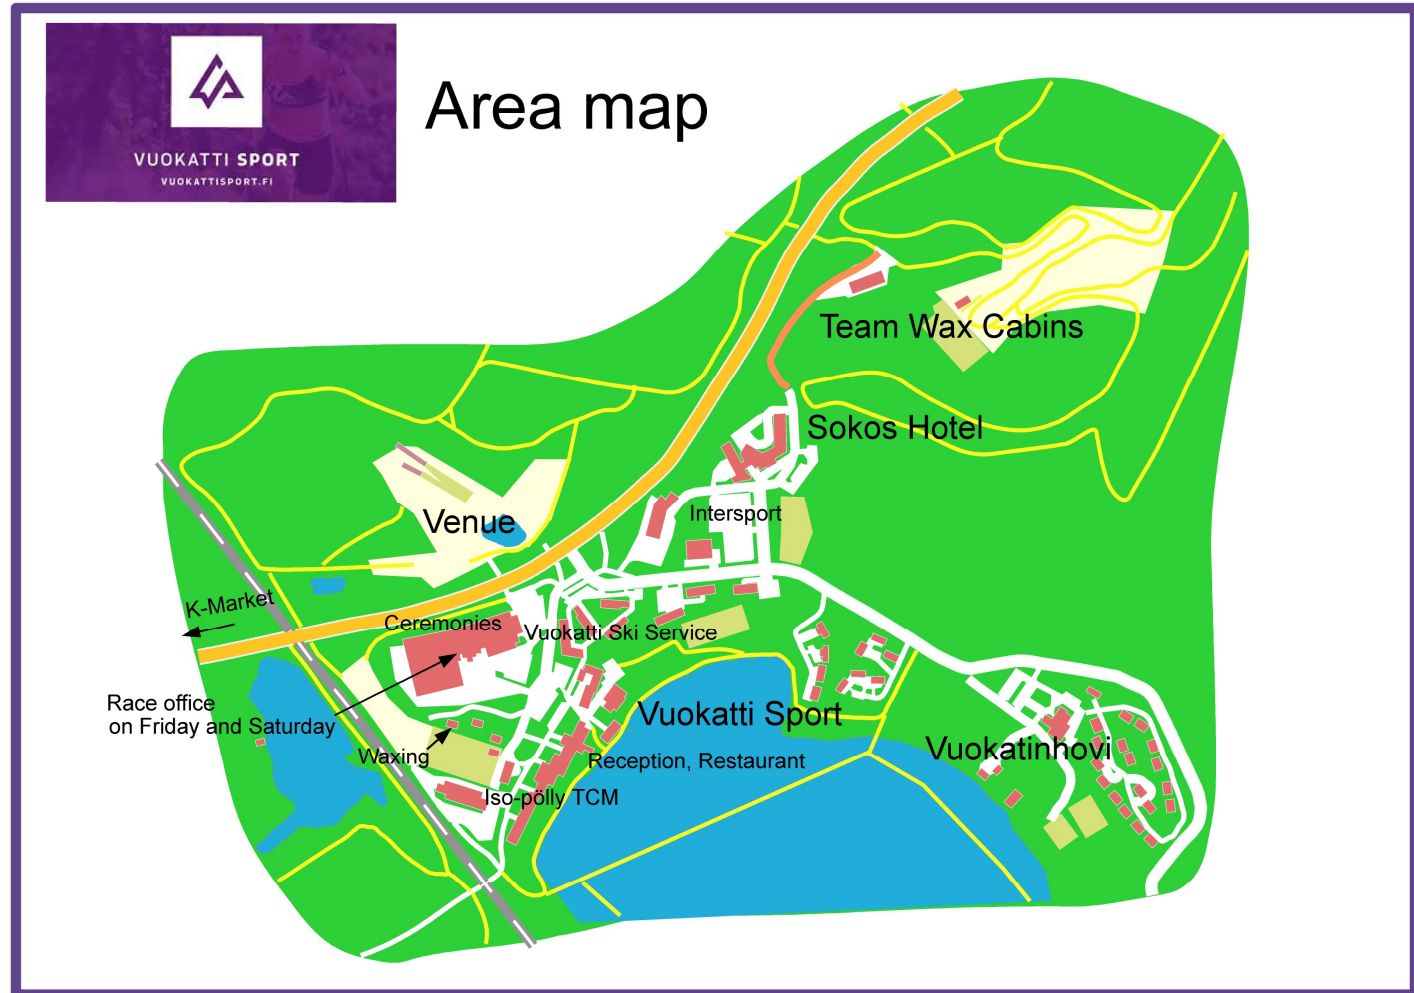 VUOKATTI SPORT
VUOKATTISPORT.FI
Area map
Team Wax Cabins
Sokos Hotel
Intersport
Venue
K-Market
Ceremonies
Vuokatti Ski Service
Race office
on Friday and Saturday
Vuokatti Sport
Vuokatinhovi
Waxing
Reception, Restaurant
Iso-pölly TCM